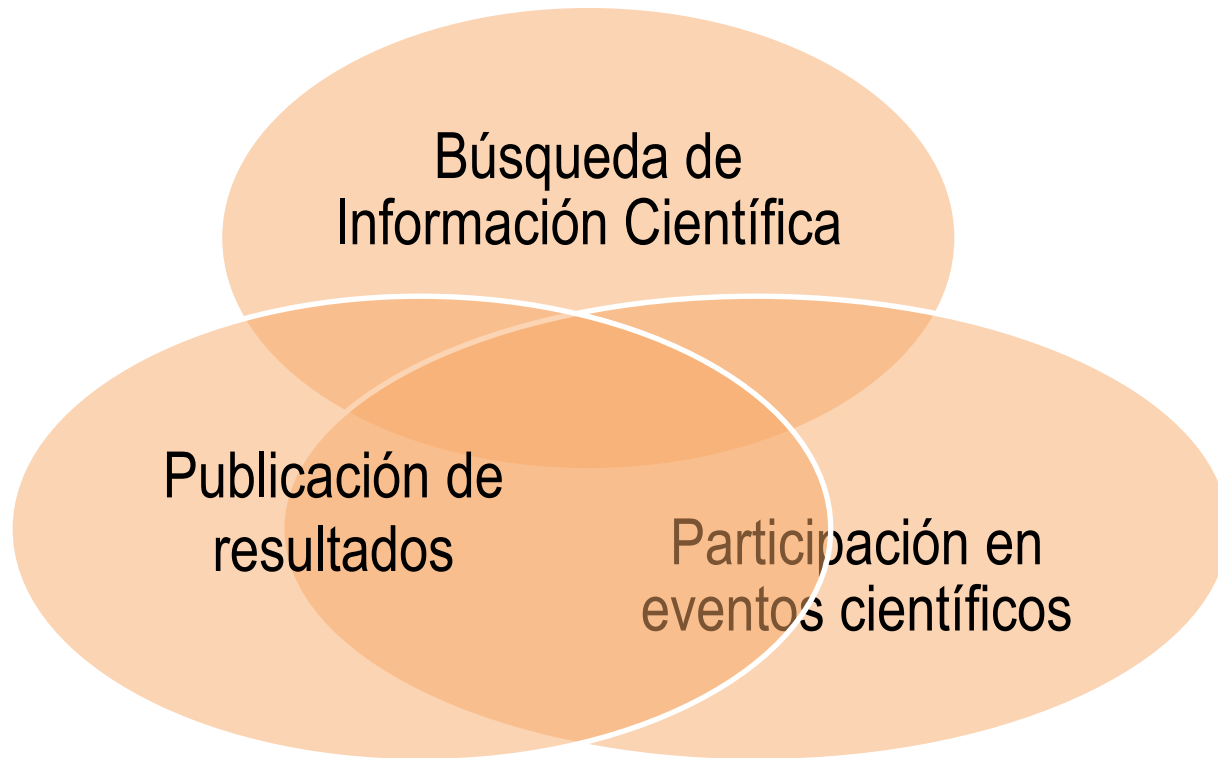 Búsqueda de
Información Científica
Publicación de
resultados
Participación en
eventos científicos